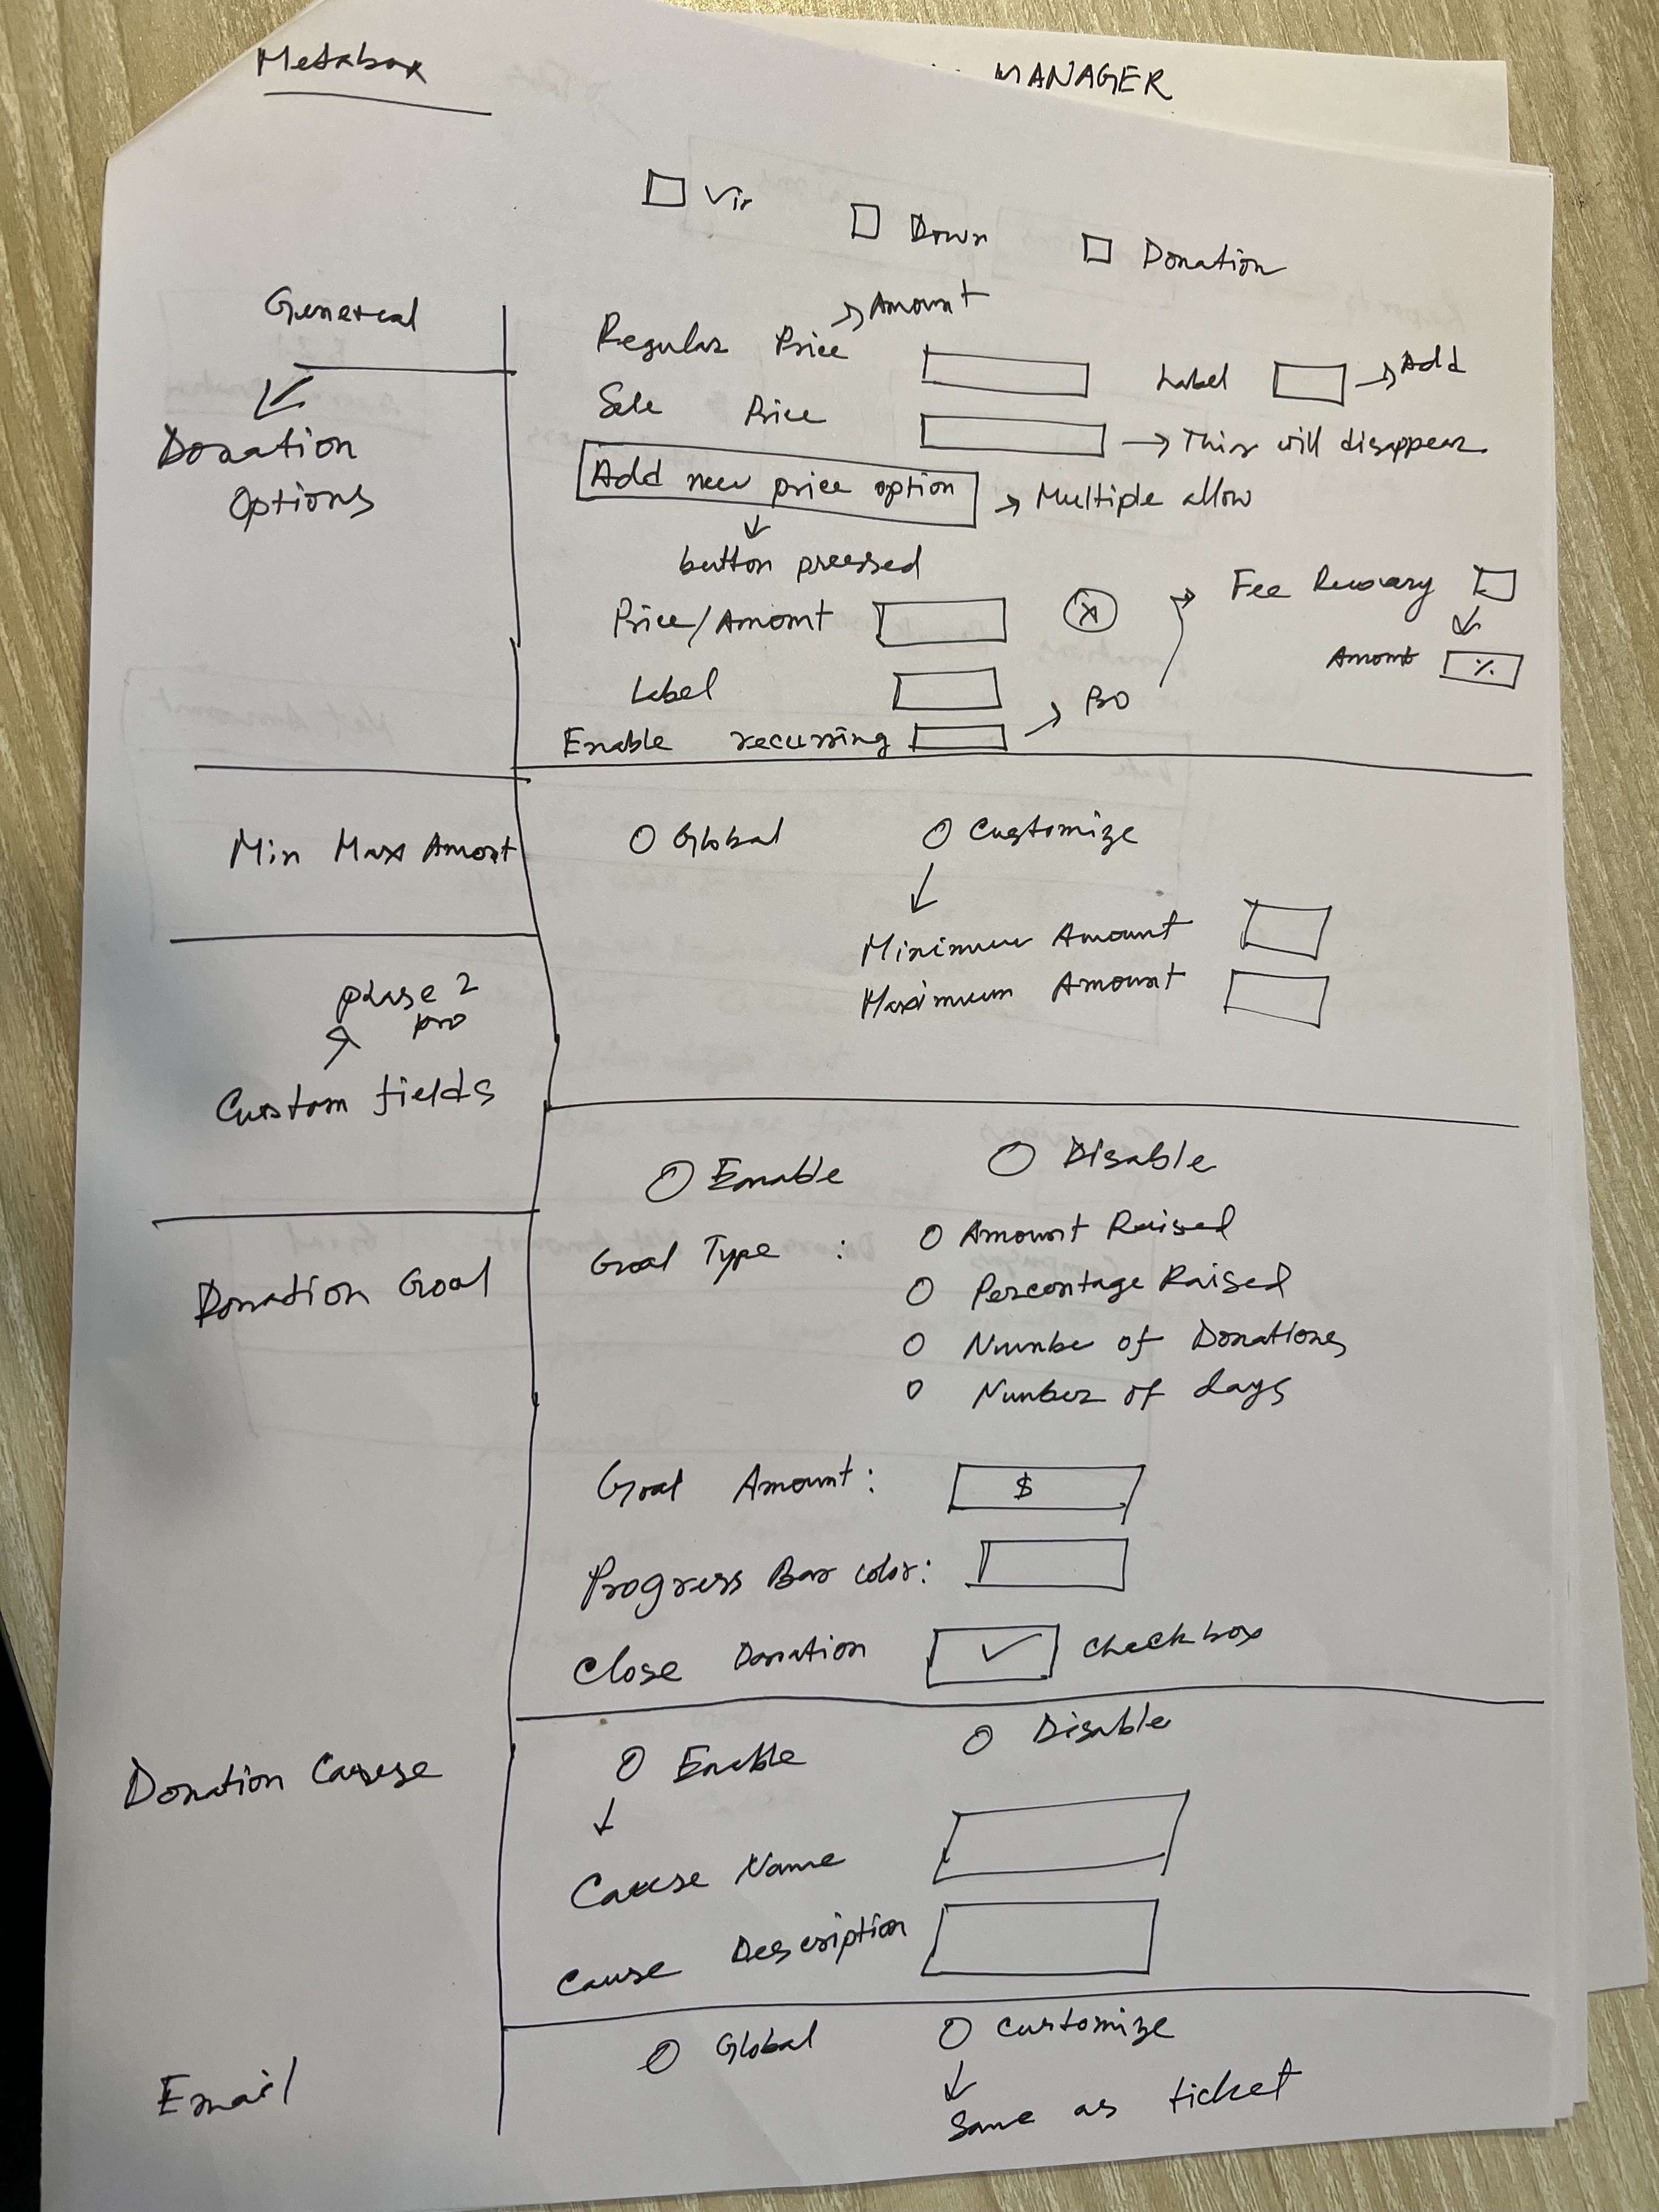 Metabox
MANAGER
Vir
Down
Donation
General
Donation
Options
Regular Price → Amount
Label → Add
Sale Price → This will disappear
Add new price option → Multiple allow
button pressed
Price/Amount
x
Fee Recovery
Amount %
Label
Enable recurring → PRO
Min Max Amont
Global
Customize
Minimum Amount
Maximum Amount
phase 2
pro
Custom fields
Donation Goal
Enable
Disable
Goal Type :
Amount Raised
Percentage Raised
Number of Donations
Number of days
Goal Amount: $
Progress Bar color:
Close Donation ✓ checkbox
Donation Cause
Enable
Disable
Cause Name
Cause Description
Email
Global
Customize
Same as ticket